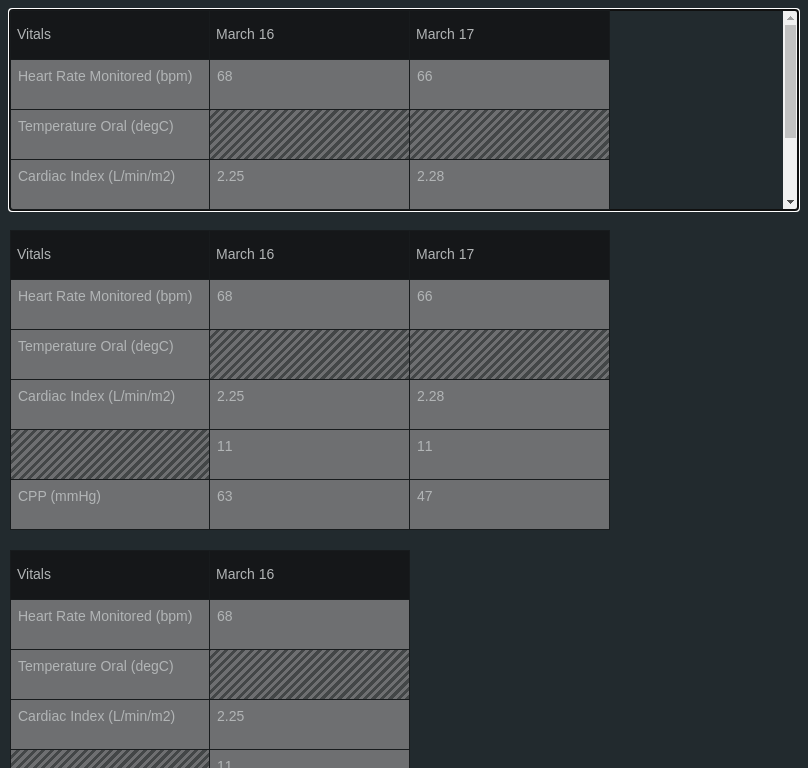 Vitals March 16 March 17
Heart Rate Monitored (bpm) 68 66
Temperature Oral (degC)
Cardiac Index (L/min/m2) 2.25 2.28
Vitals March 16 March 17
Heart Rate Monitored (bpm) 68 66
Temperature Oral (degC)
Cardiac Index (L/min/m2) 2.25 2.28
11 11
CPP (mmHg) 63 47
Vitals March 16
Heart Rate Monitored (bpm) 68
Temperature Oral (degC)
Cardiac Index (L/min/m2) 2.25
11